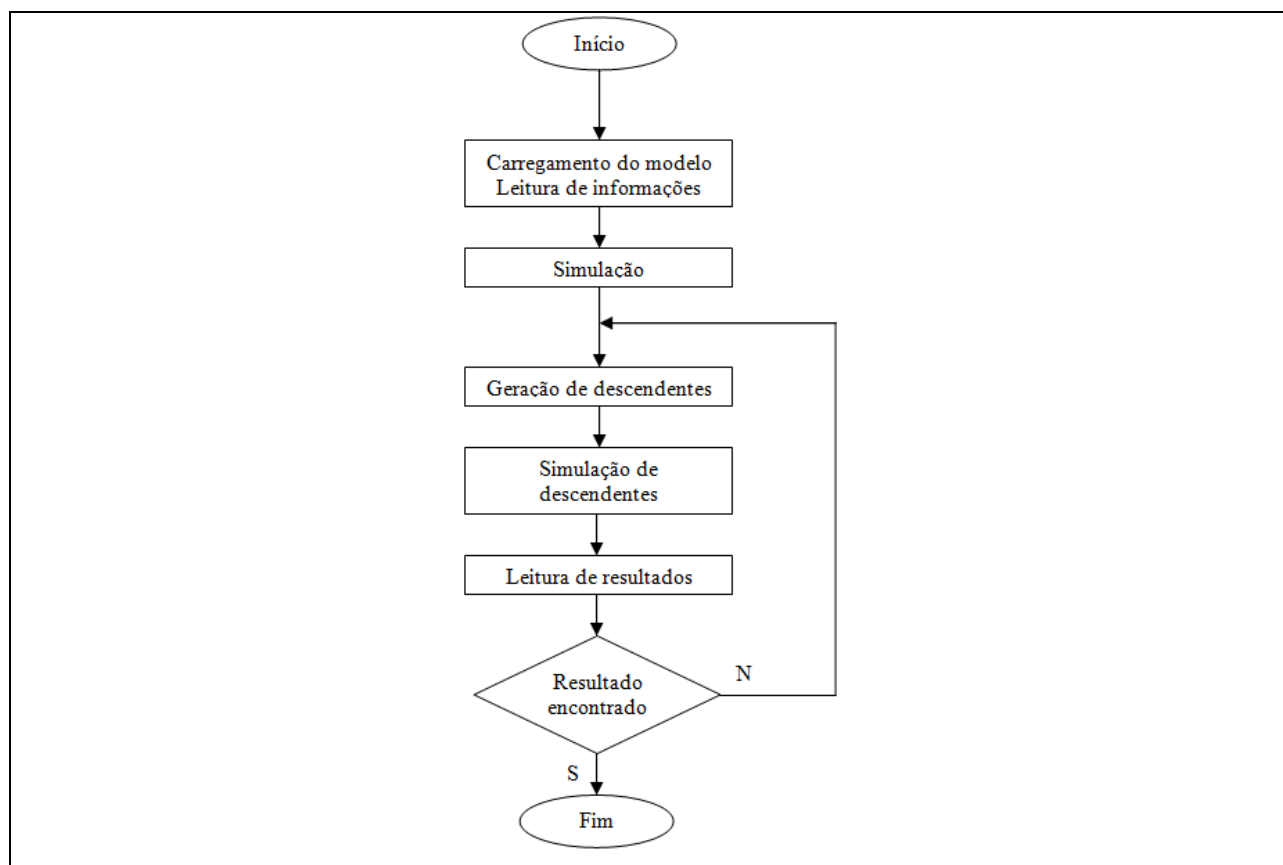 Início
Carregamento do modelo
Leitura de informações
Simulação
Geração de descendentes
Simulação de
descendentes
Leitura de resultados
Resultado
encontrado
N
S
Fim